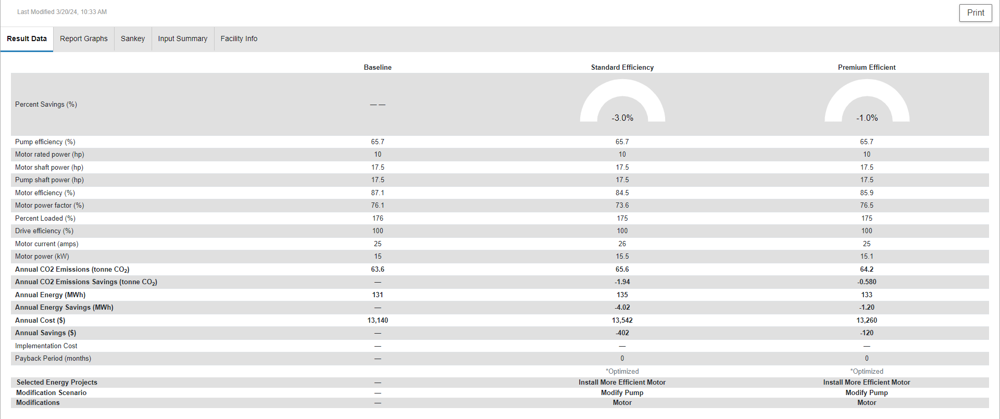 Last Modified 3/20/24, 10:33 AM
Print
Result Data Report Graphs Sankey Input Summary Facility Info
Baseline Standard Efficiency Premium Efficient
Percent Savings (%) — — -3.0% -1.0%
Pump efficiency (%) 65.7 65.7 65.7
Motor rated power (hp) 10 10 10
Motor shaft power (hp) 17.5 17.5 17.5
Pump shaft power (hp) 17.5 17.5 17.5
Motor efficiency (%) 87.1 84.5 85.9
Motor power factor (%) 76.1 73.6 76.5
Percent Loaded (%) 176 175 175
Drive efficiency (%) 100 100 100
Motor current (amps) 25 26 25
Motor power (kW) 15 15.5 15.1
Annual CO2 Emissions (tonne CO₂) 63.6 65.6 64.2
Annual CO2 Emissions Savings (tonne CO₂) — -1.94 -0.580
Annual Energy (MWh) 131 135 133
Annual Energy Savings (MWh) — -4.02 -1.20
Annual Cost ($) 13,140 13,542 13,260
Annual Savings ($) — -402 -120
Implementation Cost — — —
Payback Period (months) — 0 0
*Optimized *Optimized
Selected Energy Projects — Install More Efficient Motor Install More Efficient Motor
Modification Scenario — Modify Pump Modify Pump
Modifications — Motor Motor